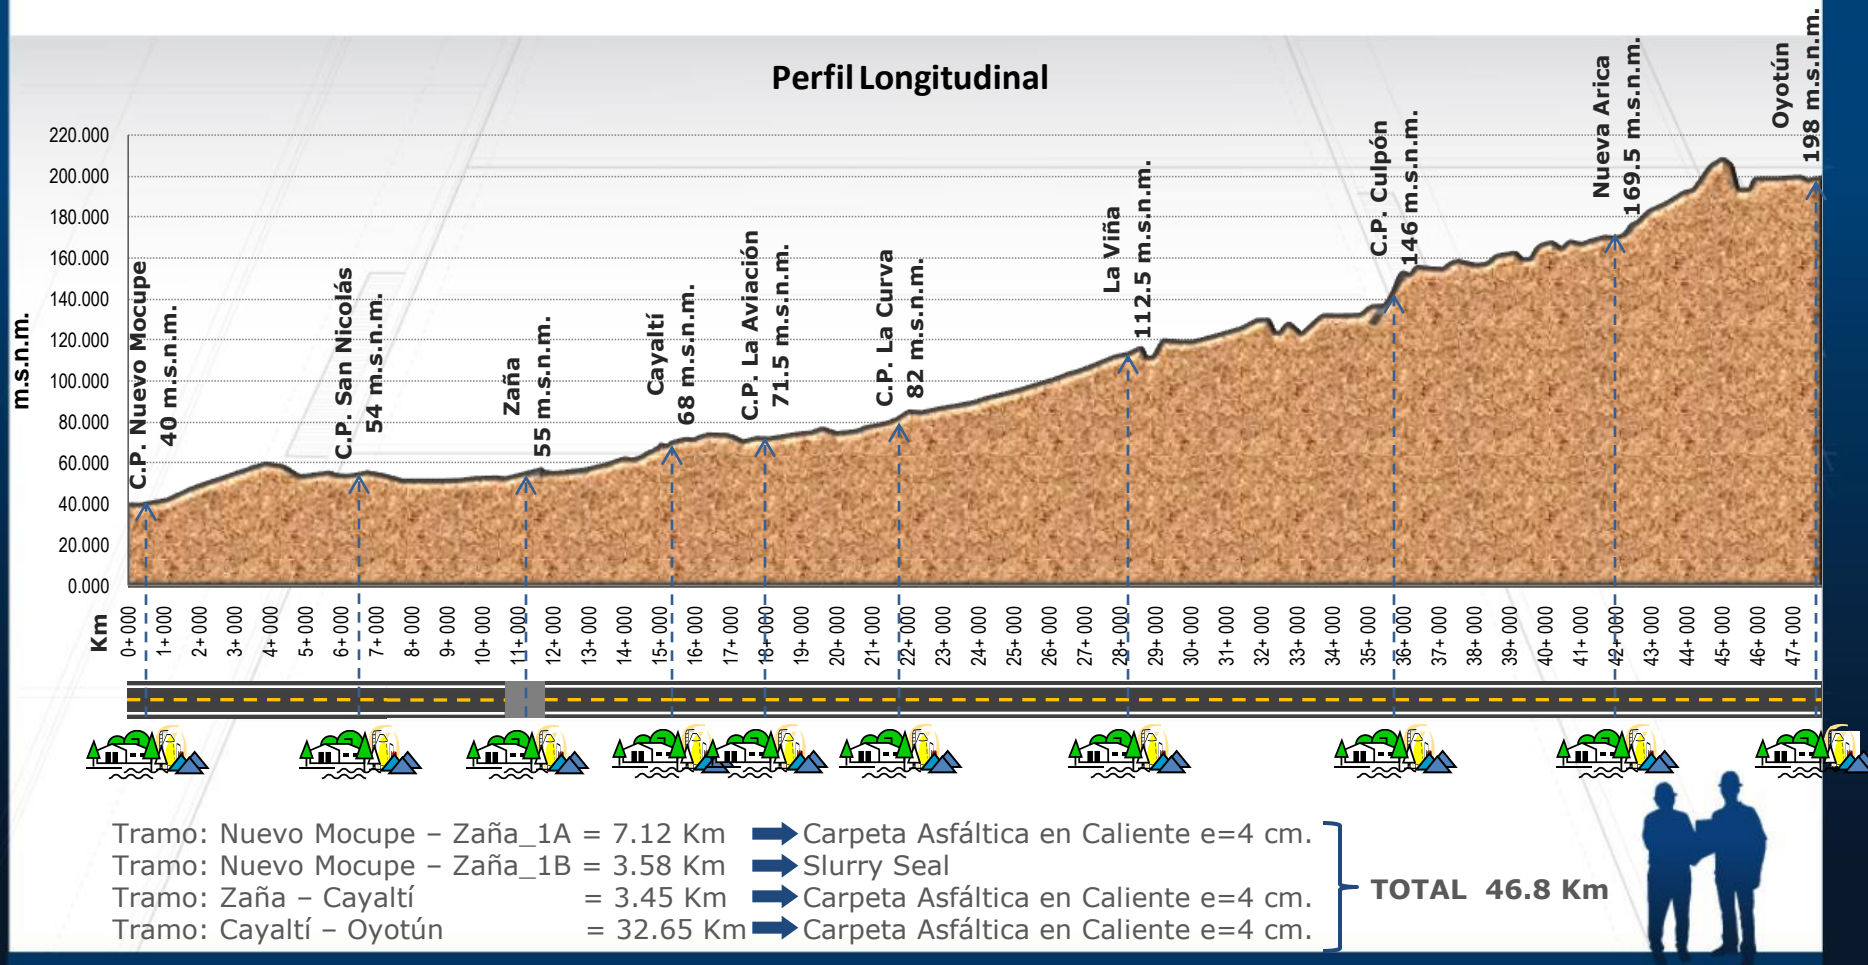 Perfil Longitudinal
m.s.n.m.
220.000
200.000
180.000
160.000
140.000
120.000
100.000
80.000
60.000
40.000
20.000
0.000
C.P. Nuevo Mocupe
40 m.s.n.m.
C.P. San Nicolás
54 m.s.n.m.
Zaña
55 m.s.n.m.
Cayaltí
68 m.s.n.m.
C.P. La Aviación
71.5 m.s.n.m.
C.P. La Curva
82 m.s.n.m.
La Viña
112.5 m.s.n.m.
C.P. Culpón
146 m.s.n.m.
Nueva Arica
169.5 m.s.n.m.
Oyotún
198 m.s.n.m.
Km
0+ 000
1+ 000
2+ 000
3+ 000
4+ 000
5+ 000
6+ 000
7+ 000
8+ 000
9+ 000
10+ 000
11+ 000
12+ 000
13+ 000
14+ 000
15+ 000
16+ 000
17+ 000
18+ 000
19+ 000
20+ 000
21+ 000
22+ 000
23+ 000
24+ 000
25+ 000
26+ 000
27+ 000
28+ 000
29+ 000
30+ 000
31+ 000
32+ 000
33+ 000
34+ 000
35+ 000
36+ 000
37+ 000
38+ 000
39+ 000
40+ 000
41+ 000
42+ 000
43+ 000
44+ 000
45+ 000
46+ 000
47+ 000
Tramo: Nuevo Mocupe – Zaña_1A = 7.12 Km Carpeta Asfáltica en Caliente e=4 cm.
Tramo: Nuevo Mocupe – Zaña_1B = 3.58 Km Slurry Seal
Tramo: Zaña – Cayaltí = 3.45 Km Carpeta Asfáltica en Caliente e=4 cm.
Tramo: Cayaltí – Oyotún = 32.65 Km Carpeta Asfáltica en Caliente e=4 cm.
TOTAL 46.8 Km